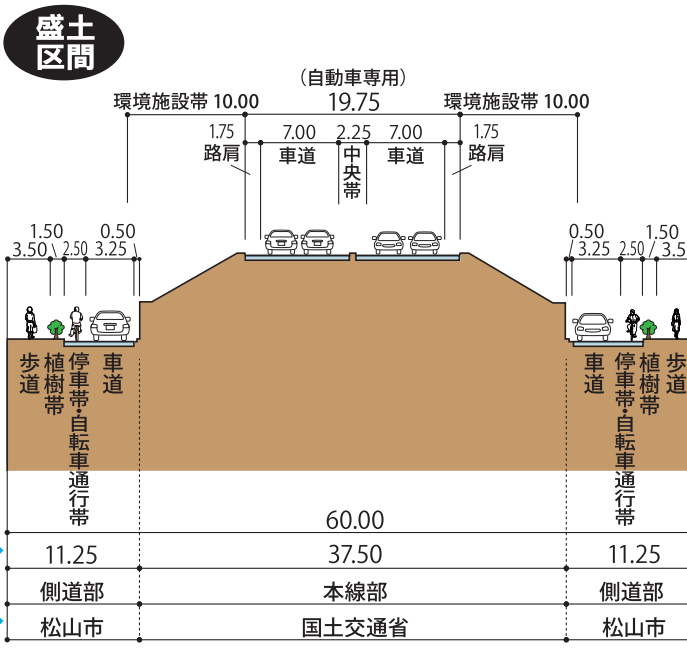 盛土
区間
（自動車専用）
環境施設帯 10.00
19.75
環境施設帯 10.00
1.75
路肩
7.00
車道
2.25
中央帯
7.00
車道
1.75
路肩
1.50
0.50
3.50
2.50
3.25
0.50
1.50
3.25
2.50
3.5
歩道
植樹帯
停車帯・自転車通行帯
車道
車道
停車帯・自転車通行帯
植樹帯
歩道
60.00
11.25
37.50
11.25
側道部
本線部
側道部
松山市
国土交通省
松山市